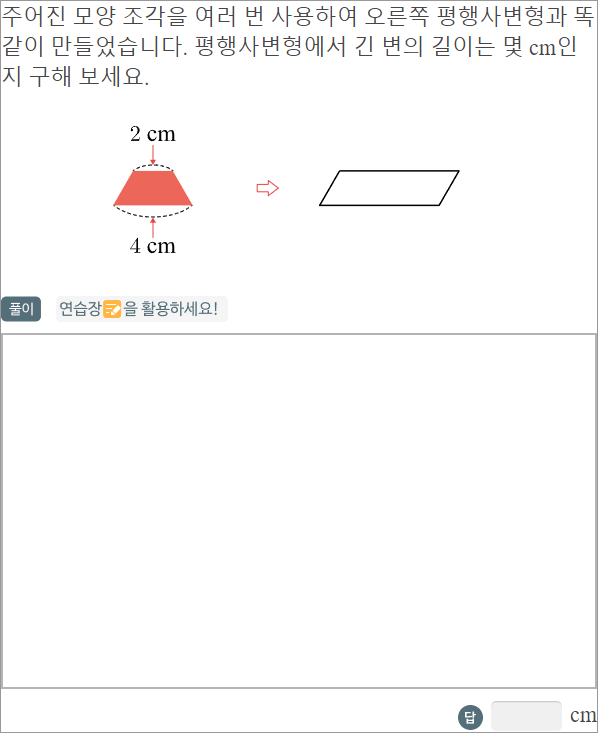 주어진 모양 조각을 여러 번 사용하여 오른쪽 평행사변형과 똑
같이 만들었습니다. 평행사변형에서 긴 변의 길이는 몇 cm인
지 구해 보세요.
2 cm
4 cm
풀이 연습장을 활용하세요!
답 cm